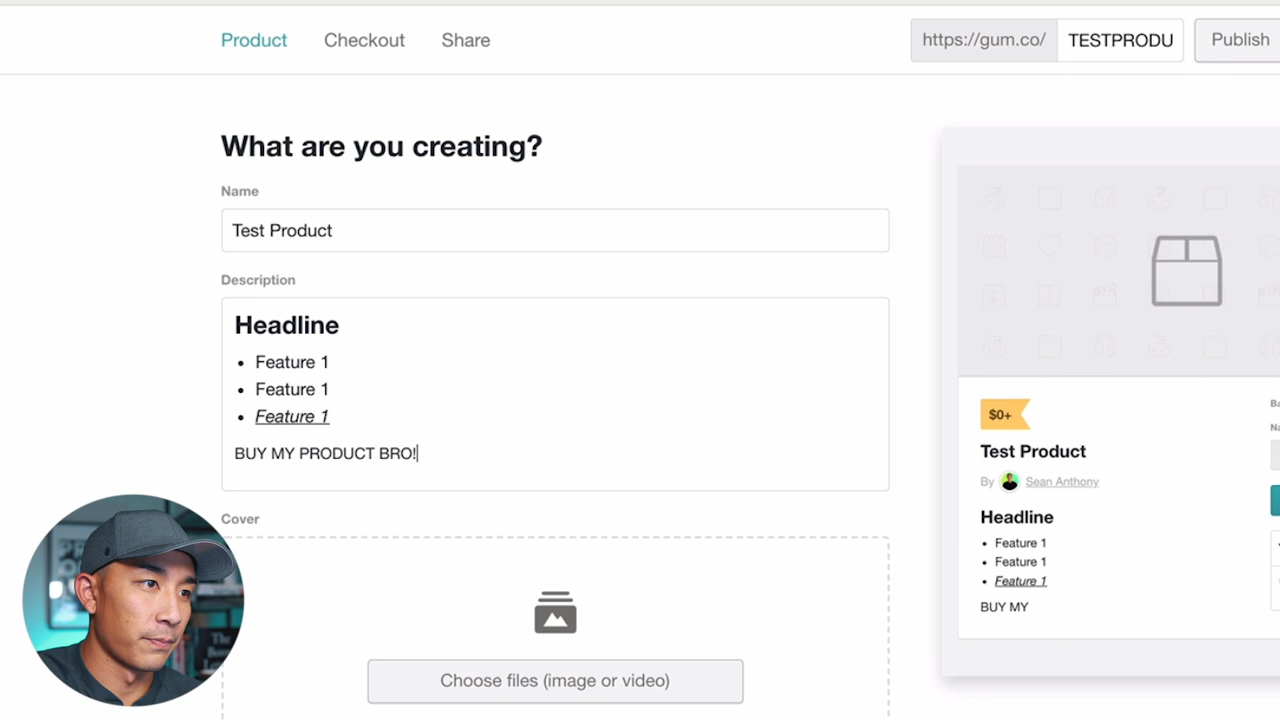 Product Checkout Share https://gum.co/ TESTPRODU Publish
What are you creating?
Name
Test Product
Description
Headline
• Feature 1
• Feature 1
• Feature 1
BUY MY PRODUCT BRO!
Cover
Choose files (image or video)
$0+
Test Product
By Sean Anthony
Headline
• Feature 1
• Feature 1
• Feature 1
BUY MY